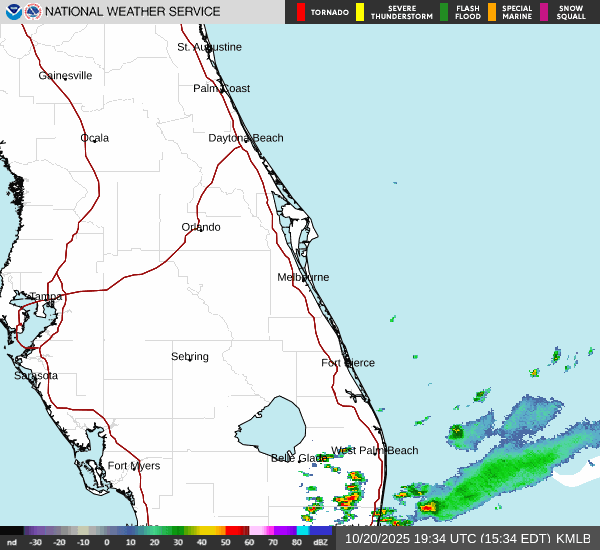 NATIONAL WEATHER SERVICE
TORNADO
SEVERE THUNDERSTORM
FLASH FLOOD
SPECIAL MARINE
SNOW SQUALL
St. Augustine
Gainesville
Palm Coast
Ocala
Daytona Beach
Orlando
Melbourne
Tampa
Sebring
Fort Pierce
Sarasota
West Palm Beach
Belle Glade
Fort Myers
nd -30 -20 -10 0 10 20 30 40 50 60 70 80 dBZ
10/20/2025 19:34 UTC (15:34 EDT) KMLB